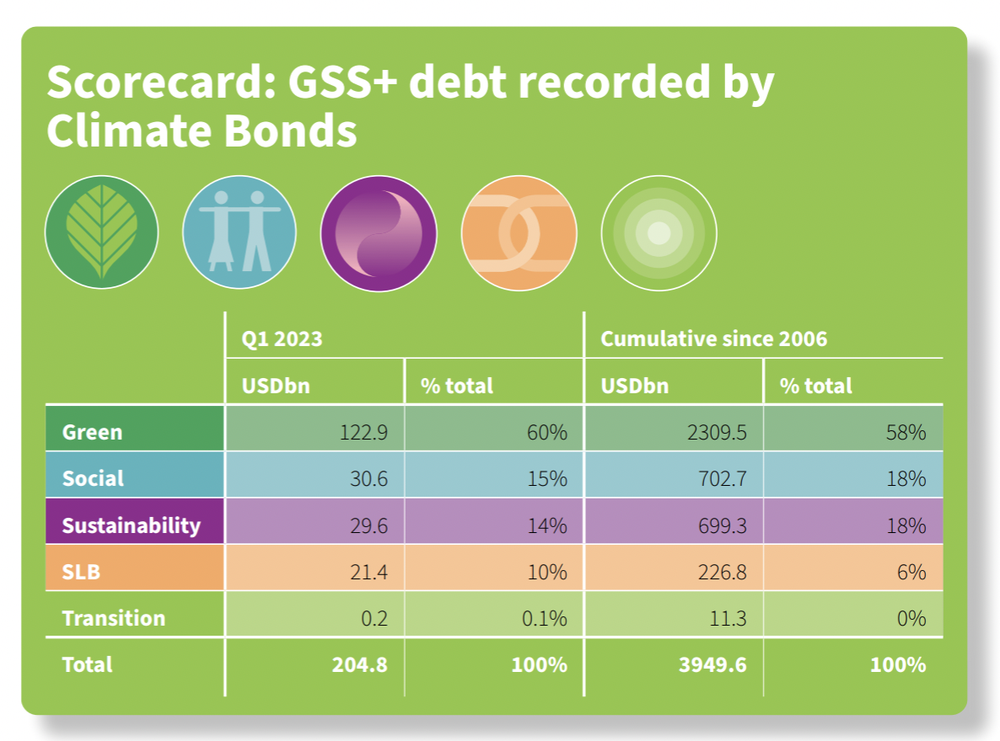 Scorecard: GSS+ debt recorded by
Climate Bonds
Q1 2023 Cumulative since 2006
USDbn % total USDbn % total
Green 122.9 60% 2309.5 58%
Social 30.6 15% 702.7 18%
Sustainability 29.6 14% 699.3 18%
SLB 21.4 10% 226.8 6%
Transition 0.2 0.1% 11.3 0%
Total 204.8 100% 3949.6 100%